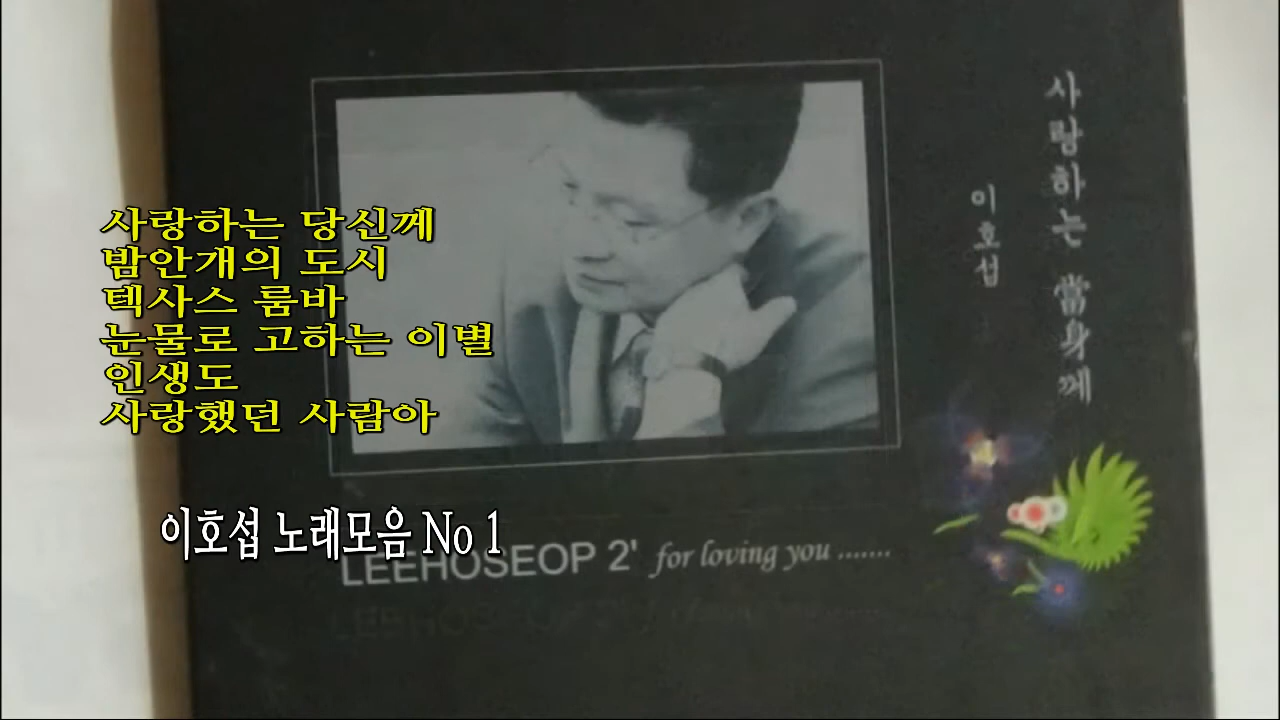 사랑하는 당신께
밤안개의 도시
텍사스 룸바
눈물로 고하는 이별
인생도
사랑했던 사람아
이호섭 노래모음 No 1
LEEHOSEOP 2' for loving you .......
사랑하는 當身께
이호섭